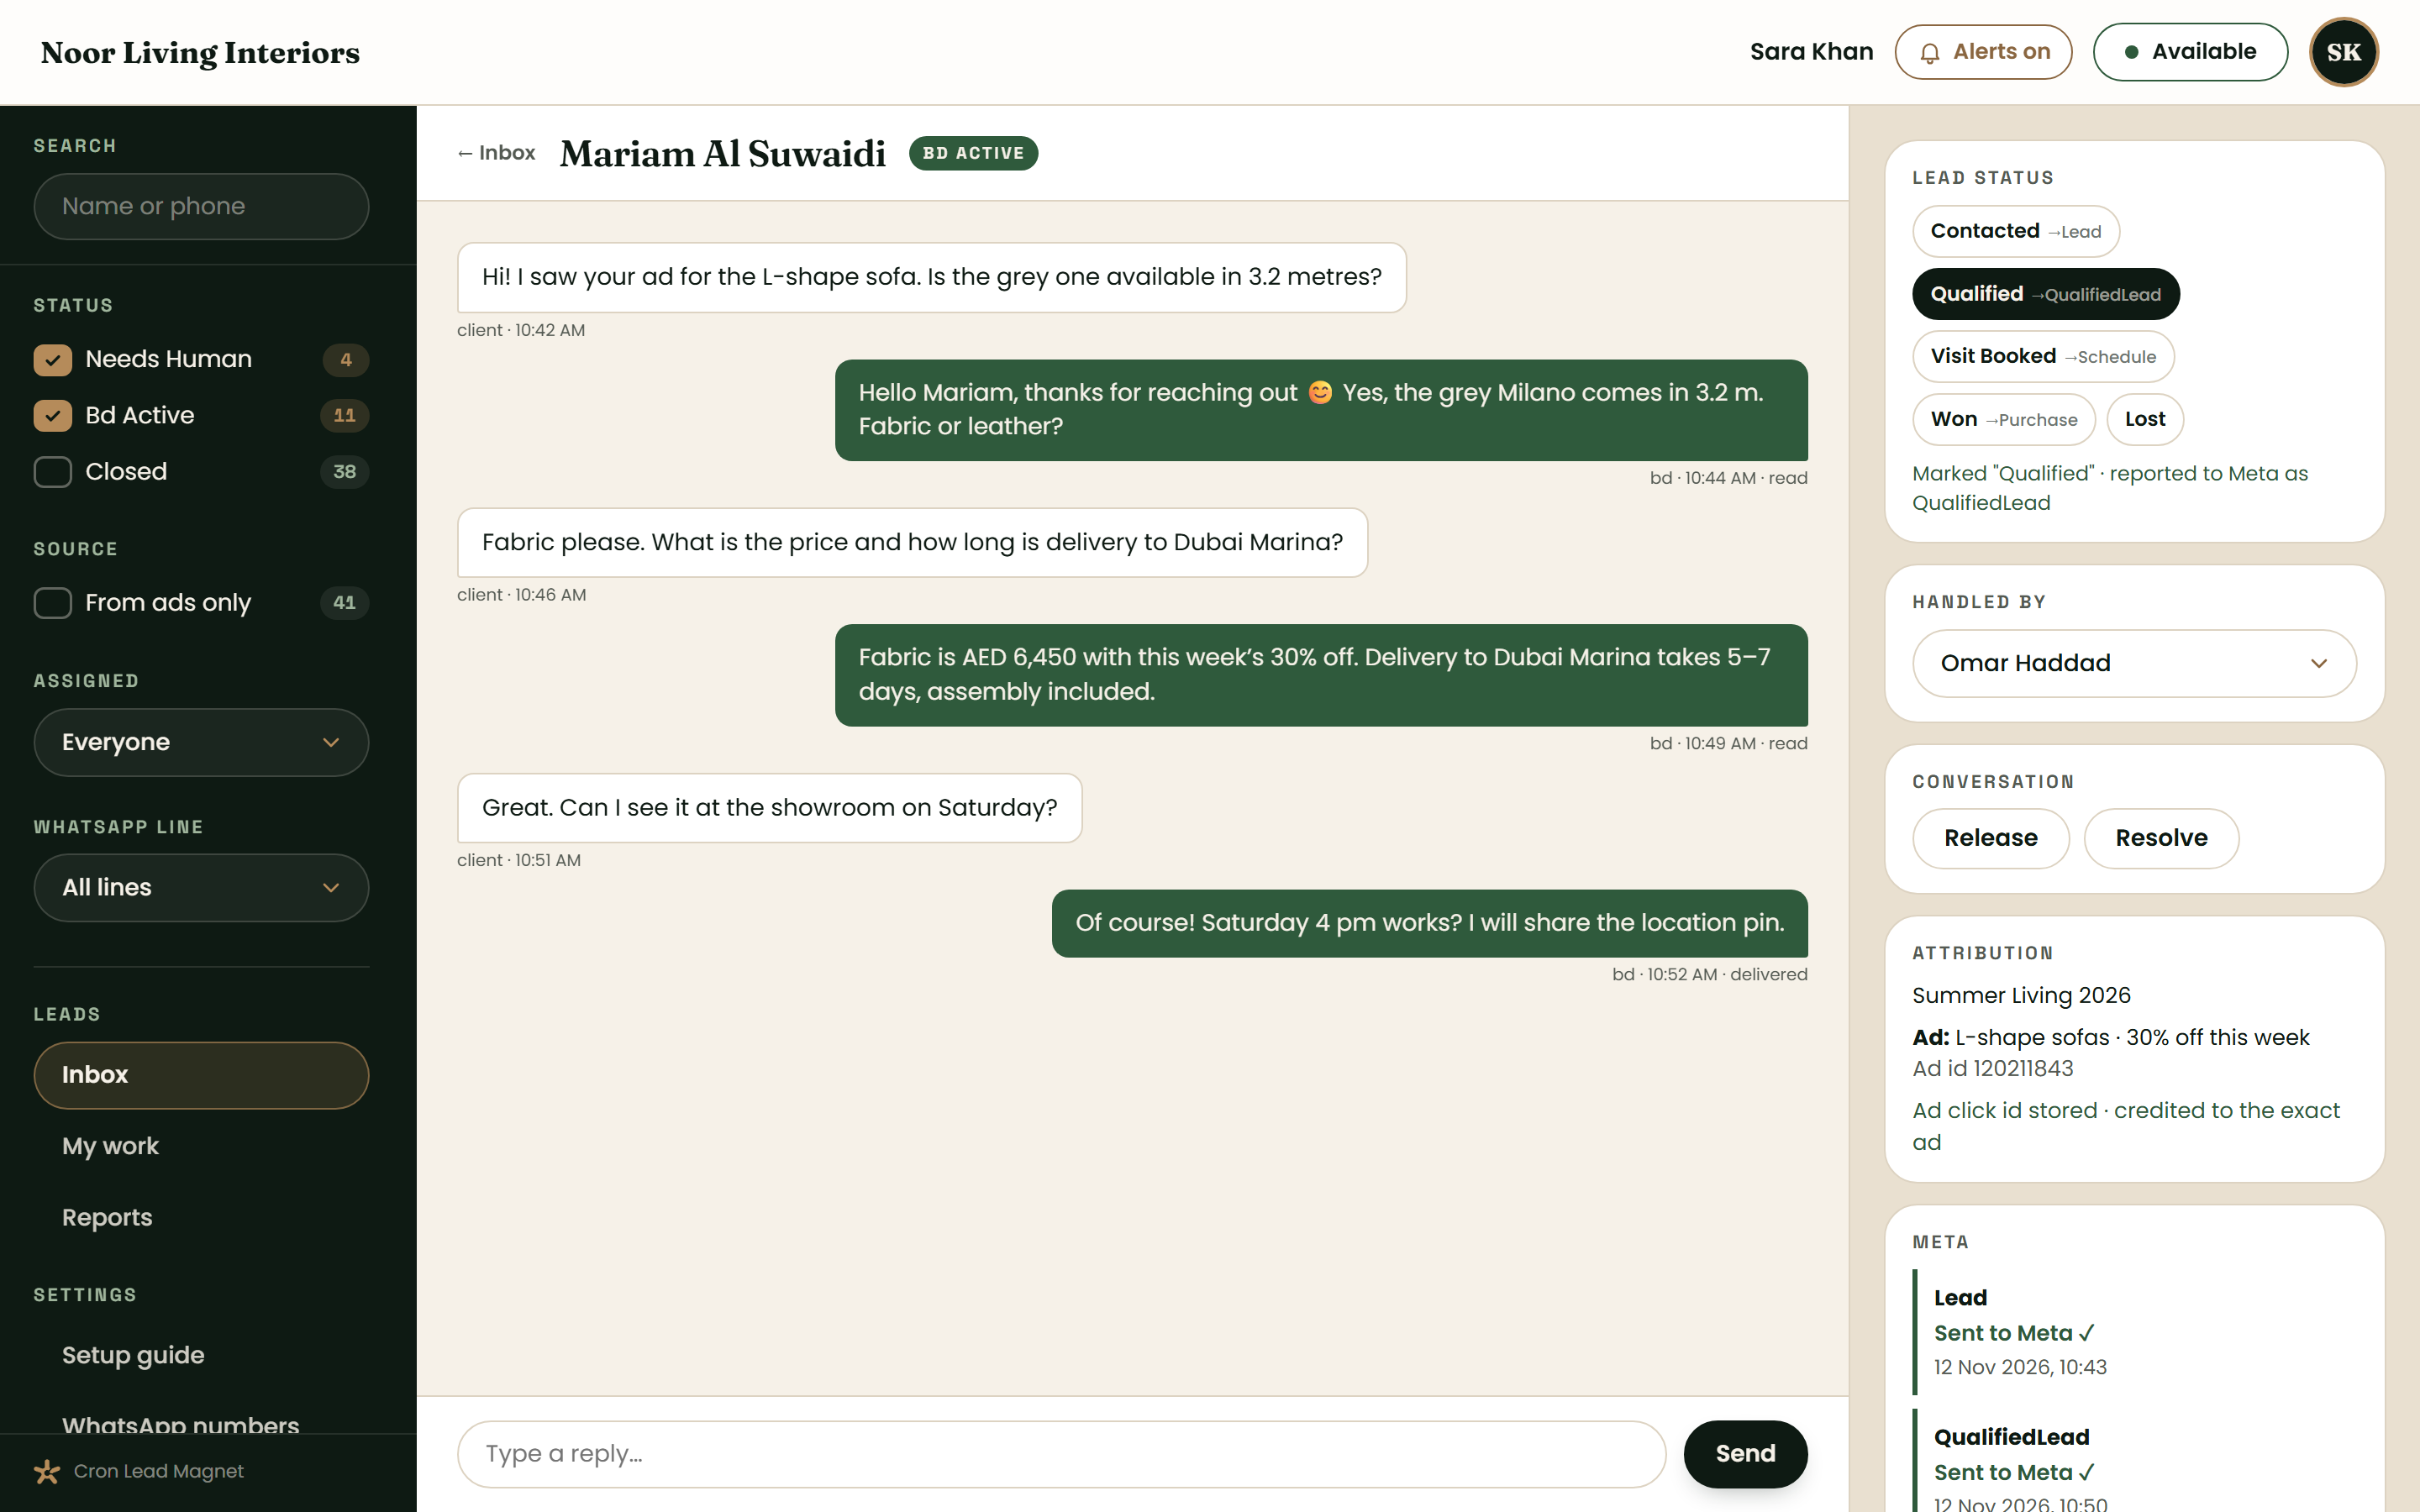 Noor Living Interiors
Sara Khan
Alerts on
Available
SK
SEARCH
Name or phone
STATUS
Needs Human 4
Bd Active 11
Closed 38
SOURCE
From ads only 41
ASSIGNED
Everyone
WHATSAPP LINE
All lines
LEADS
Inbox
My work
Reports
SETTINGS
Setup guide
WhatsApp numbers
Cron Lead Magnet
← Inbox
Mariam Al Suwaidi
BD ACTIVE
Hi! I saw your ad for the L-shape sofa. Is the grey one available in 3.2 metres?
client · 10:42 AM
Hello Mariam, thanks for reaching out 😊 Yes, the grey Milano comes in 3.2 m.
Fabric or leather?
bd · 10:44 AM · read
Fabric please. What is the price and how long is delivery to Dubai Marina?
client · 10:46 AM
Fabric is AED 6,450 with this week’s 30% off. Delivery to Dubai Marina takes 5–7
days, assembly included.
bd · 10:49 AM · read
Great. Can I see it at the showroom on Saturday?
client · 10:51 AM
Of course! Saturday 4 pm works? I will share the location pin.
bd · 10:52 AM · delivered
Type a reply...
Send
LEAD STATUS
Contacted →Lead
Qualified →QualifiedLead
Visit Booked →Schedule
Won →Purchase
Lost
Marked "Qualified" · reported to Meta as
QualifiedLead
HANDLED BY
Omar Haddad
CONVERSATION
Release
Resolve
ATTRIBUTION
Summer Living 2026
Ad: L-shape sofas · 30% off this week
Ad id 120211843
Ad click id stored · credited to the exact
ad
META
Lead
Sent to Meta ✓
12 Nov 2026, 10:43
QualifiedLead
Sent to Meta ✓
12 Nov 2026, 10:50